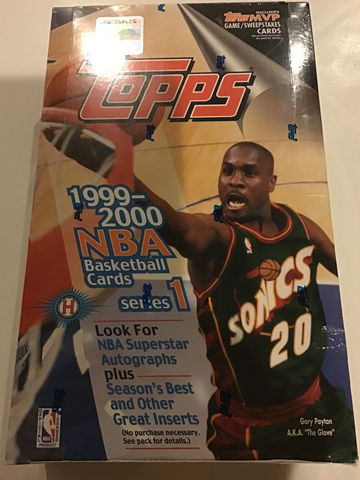 INCLUDES
Topps MVP
GAME/SWEEPSTAKES
CARDS
Topps
1999–
2000
NBA
Basketball
Cards
series 1
H
Look For
NBA Superstar
Autographs
plus
Season's Best
and Other
Great Inserts
(No purchase necessary.
See pack for details.)
SONICS
20
NBA
Gary Payton
A.K.A. "The Glove"